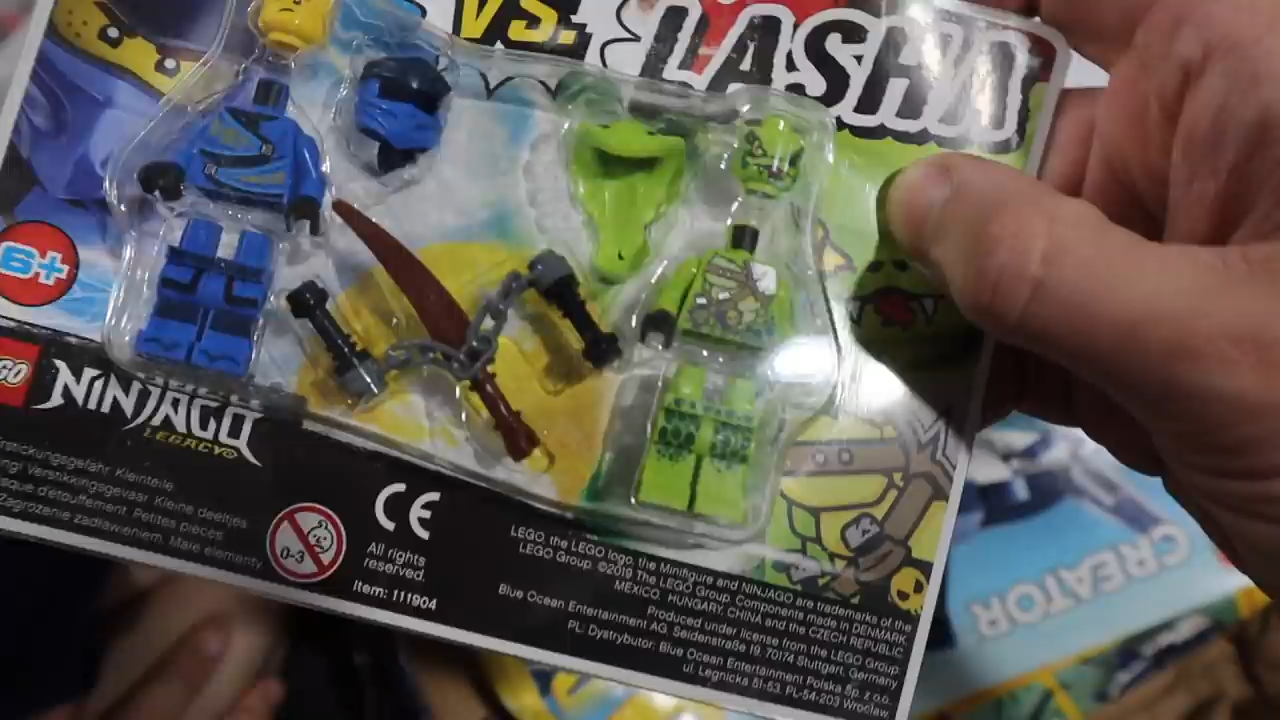 VS.
LASHA
6+
LEGO
NINJAGO
LEGACY
Erstickungsgefahr Kleinteile.
Verstikkingsgevaar Kleine deeltjes
d'étouffement. Petites pièces
Zagrożenie zadławieniem. Małe elementy.
0-3
CE
All rights
reserved.
Item: 111904
LEGO, the LEGO logo, the Minifigure and NINJAGO are trademarks of the
LEGO Group. ©2019 The LEGO Group. Components made in DENMARK,
MEXICO, HUNGARY, CHINA and the CZECH REPUBLIC
Produced under license from the LEGO Group
Blue Ocean Entertainment AG, Seidenstraße 19, 70174 Stuttgart, Germany
PL: Dystrybutor: Blue Ocean Entertainment Polska Sp. z o.o.
ul. Legnicka 51-53, PL-54-203 Wrocław.
CREATOR